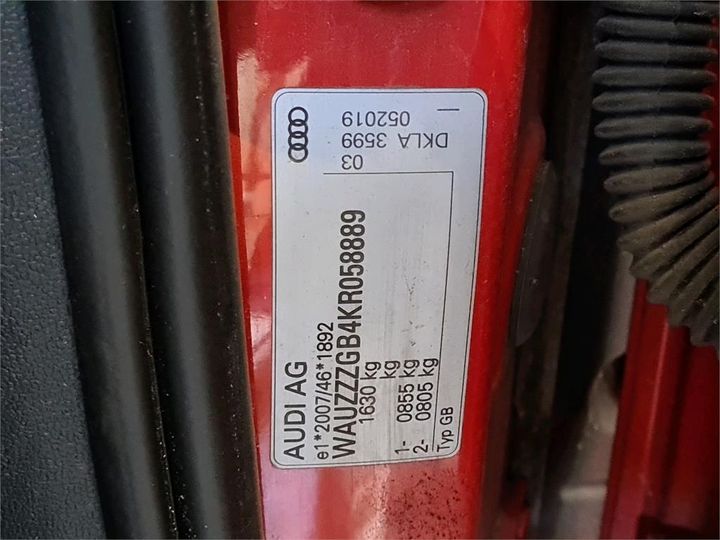 AUDI AG
e1*2007/46*1892
WAUZZZGB4KR058889
1630 kg
kg
1- 0855 kg
2- 0805 kg
Typ GB
03
DKLA 3599
052019